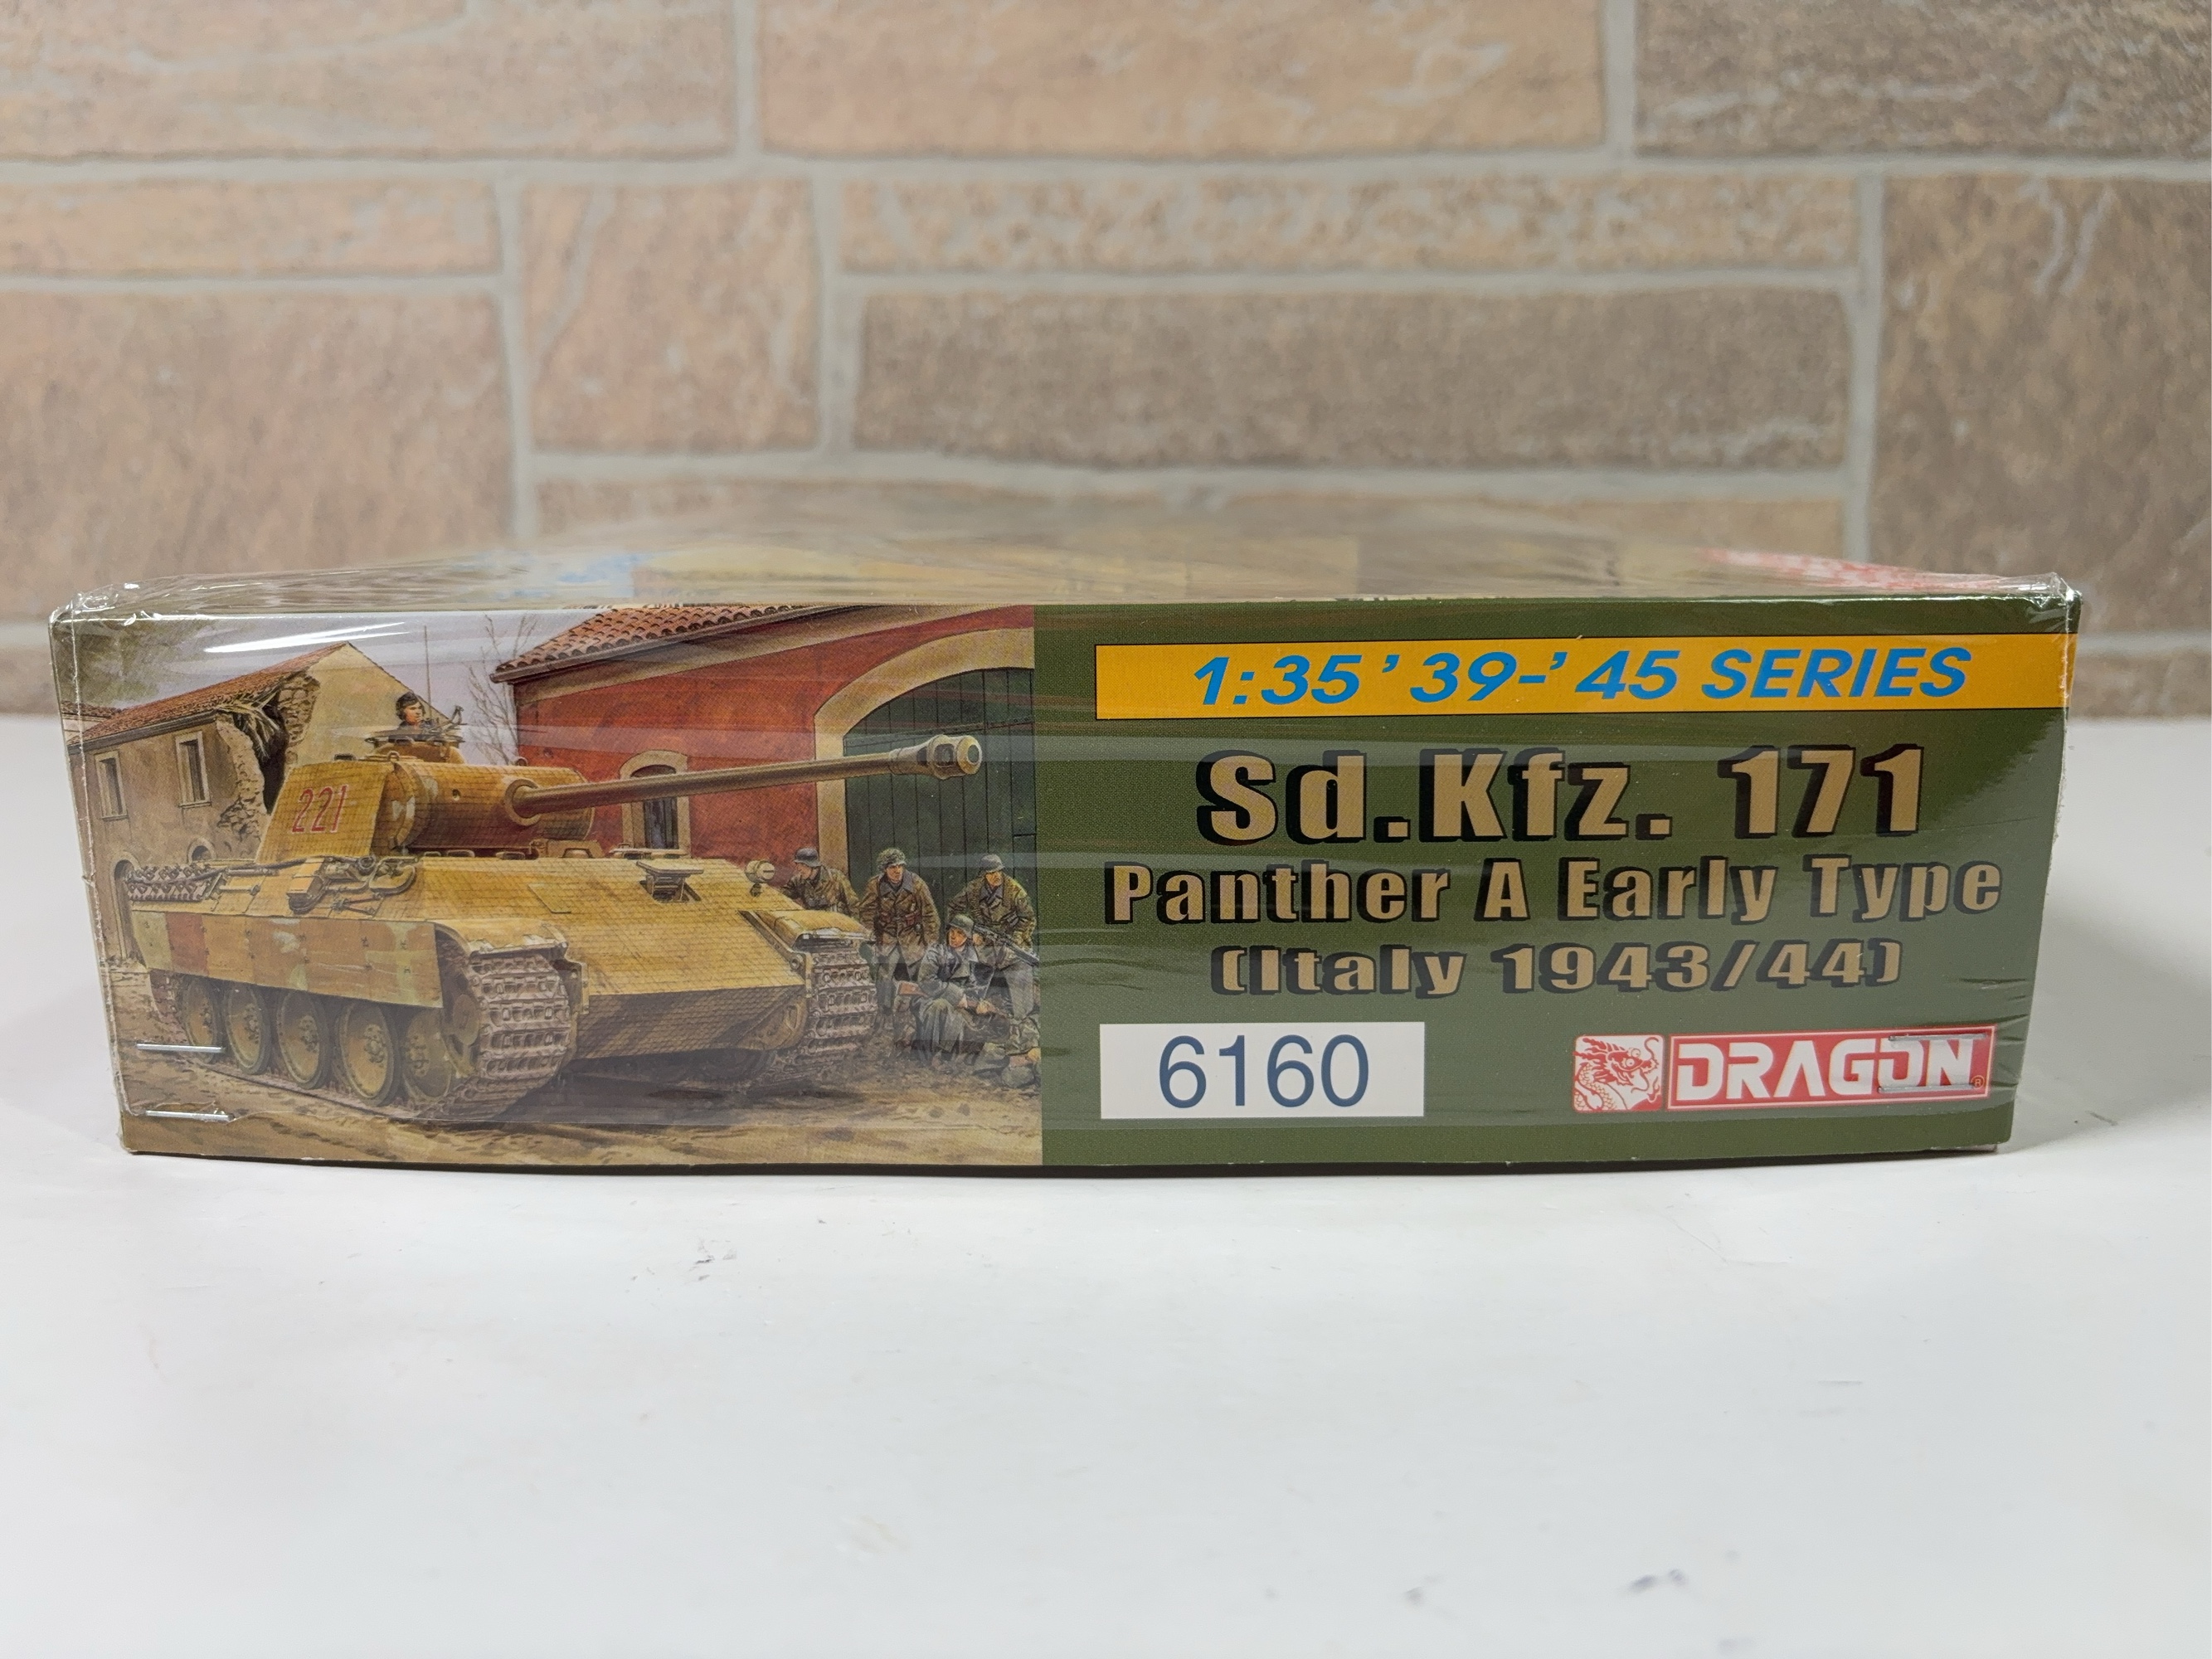 1:35 '39-'45 SERIES
Sd.Kfz. 171
Panther A Early Type
(Italy 1943/44)
6160
DRAGON®
221